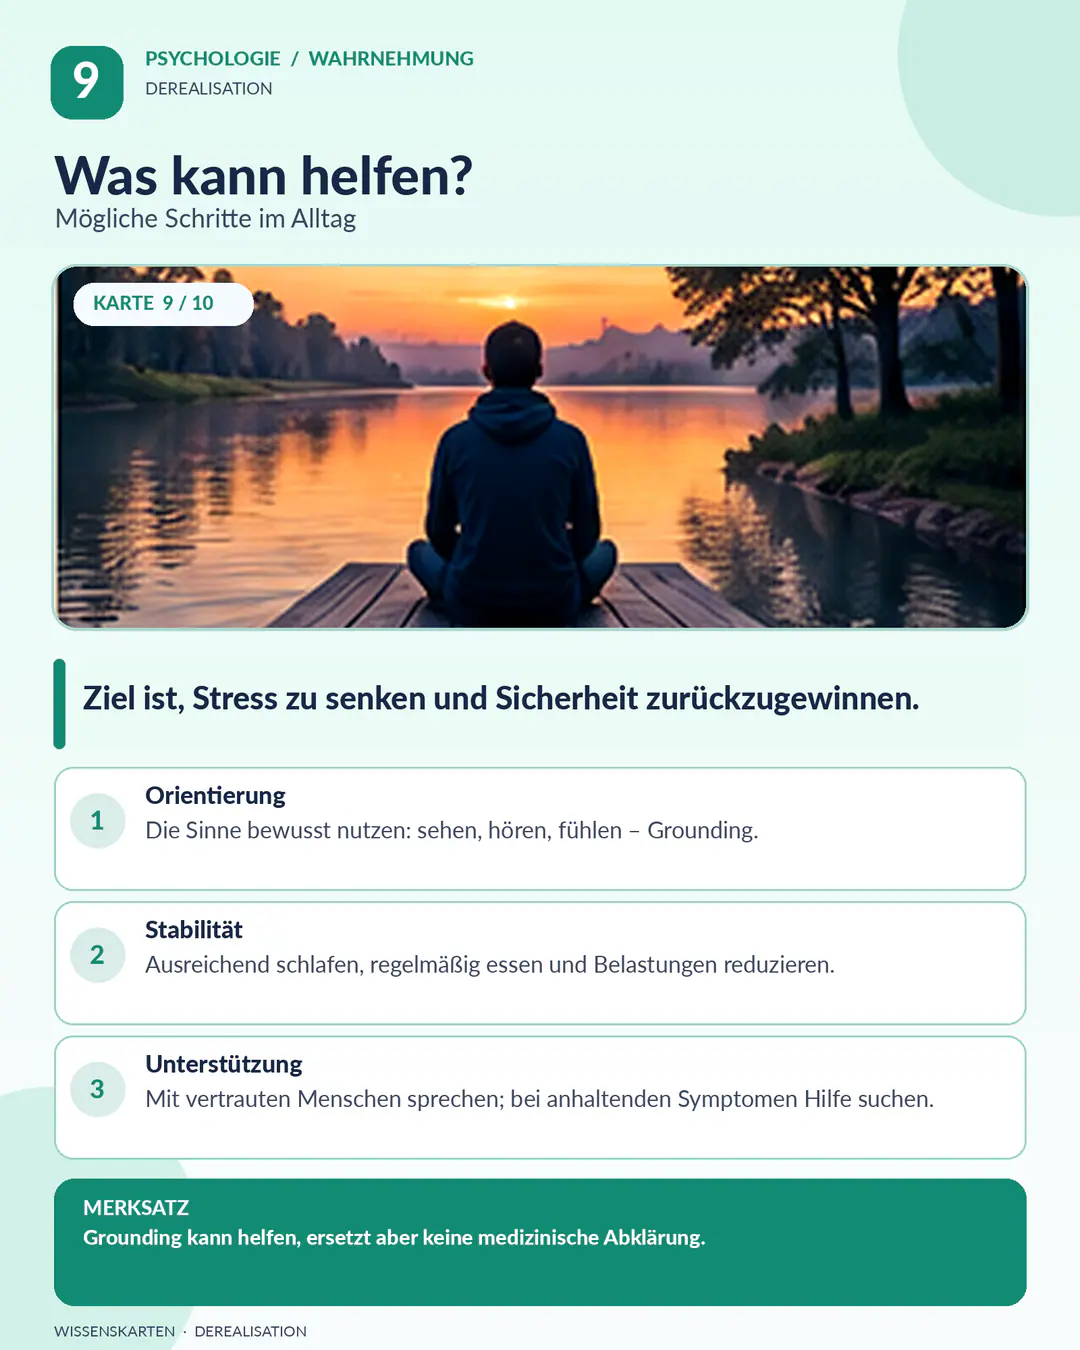 9
PSYCHOLOGIE / WAHRNEHMUNG
DEREALISATION
Was kann helfen?
Mögliche Schritte im Alltag
KARTE 9 / 10
Ziel ist, Stress zu senken und Sicherheit zurückzugewinnen.
1
Orientierung
Die Sinne bewusst nutzen: sehen, hören, fühlen – Grounding.
2
Stabilität
Ausreichend schlafen, regelmäßig essen und Belastungen reduzieren.
3
Unterstützung
Mit vertrauten Menschen sprechen; bei anhaltenden Symptomen Hilfe suchen.
MERKSATZ
Grounding kann helfen, ersetzt aber keine medizinische Abklärung.
WISSENSKARTEN · DEREALISATION